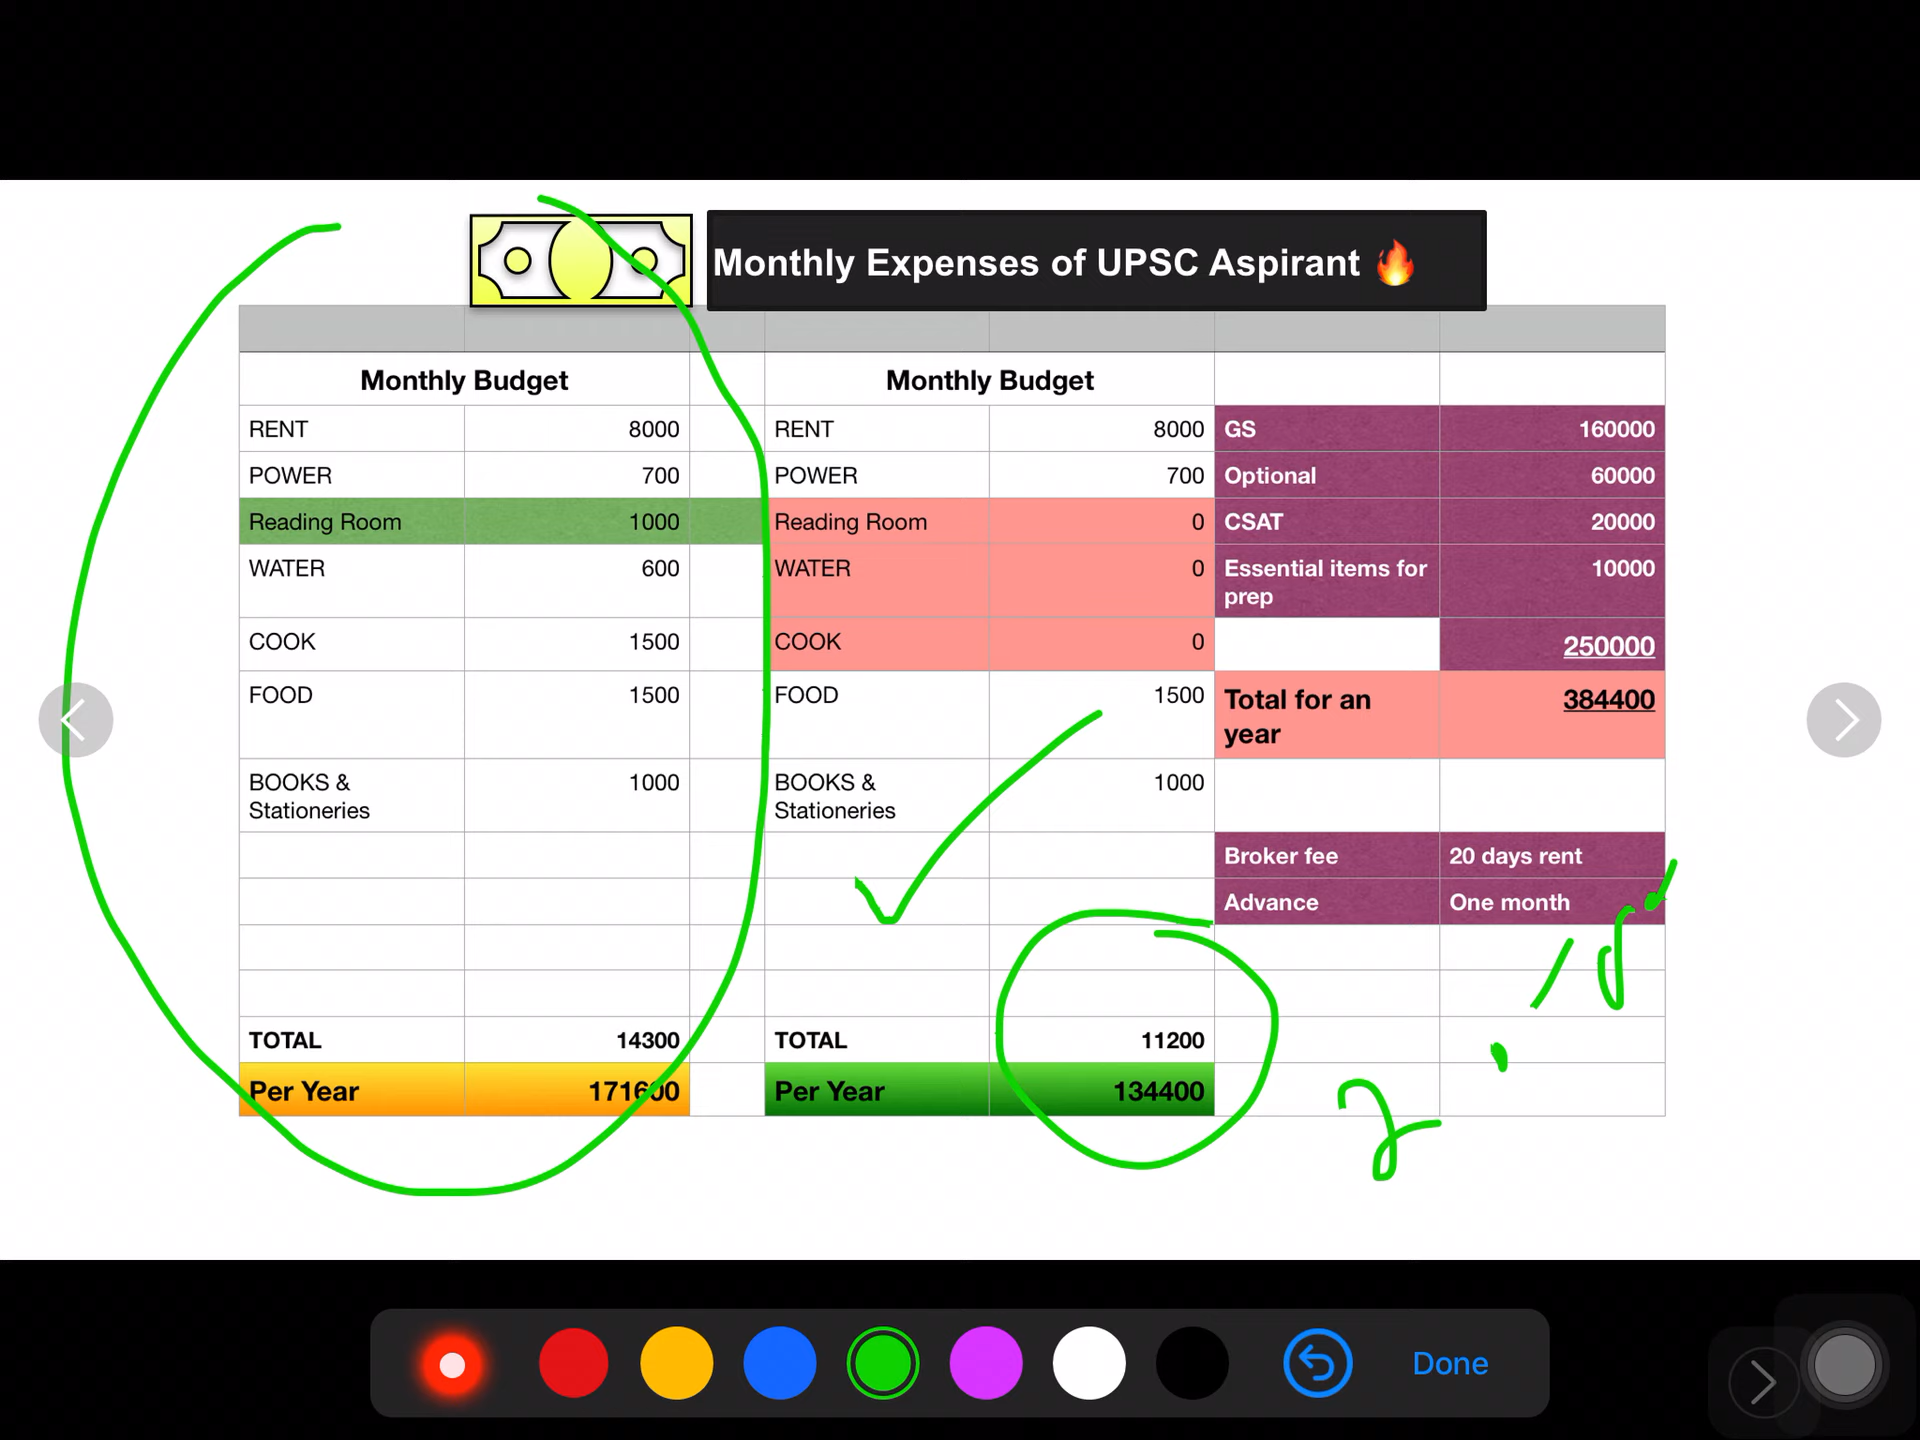 Monthly Expenses of UPSC Aspirant 🔥
Monthly Budget Monthly Budget
RENT 8000 RENT 8000 GS 160000
POWER 700 POWER 700 Optional 60000
Reading Room 1000 Reading Room 0 CSAT 20000
WATER 600 WATER 0 Essential items for prep 10000
COOK 1500 COOK 0 250000
FOOD 1500 FOOD 1500 Total for an year 384400
BOOKS & Stationeries 1000 BOOKS & Stationeries 1000
Broker fee 20 days rent
Advance One month
TOTAL 14300 TOTAL 11200
Per Year 171600 Per Year 134400
Done